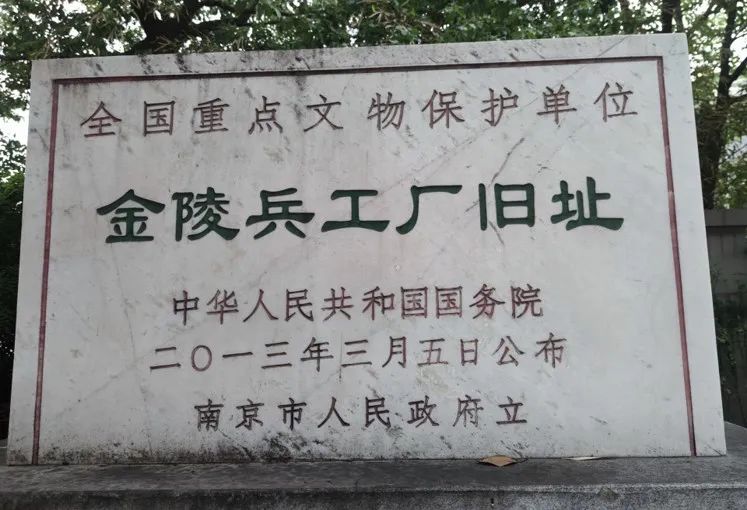 全国重点文物保护单位
金陵兵工厂旧址
中华人民共和国国务院
二〇一三年三月五日公布
南京市人民政府立